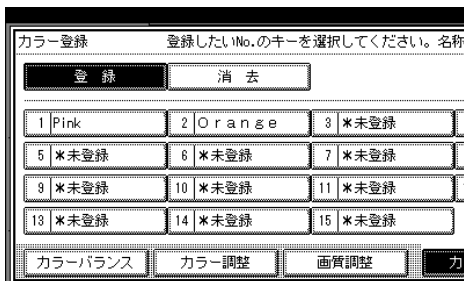 カラー登録 登録したいNo.のキーを選択してください。名称
登録 消去
1 Pink 2 Orange 3 *未登録
5 *未登録 6 *未登録 7 *未登録
9 *未登録 10 *未登録 11 *未登録
13 *未登録 14 *未登録 15 *未登録
カラーバランス カラー調整 画質調整 カ